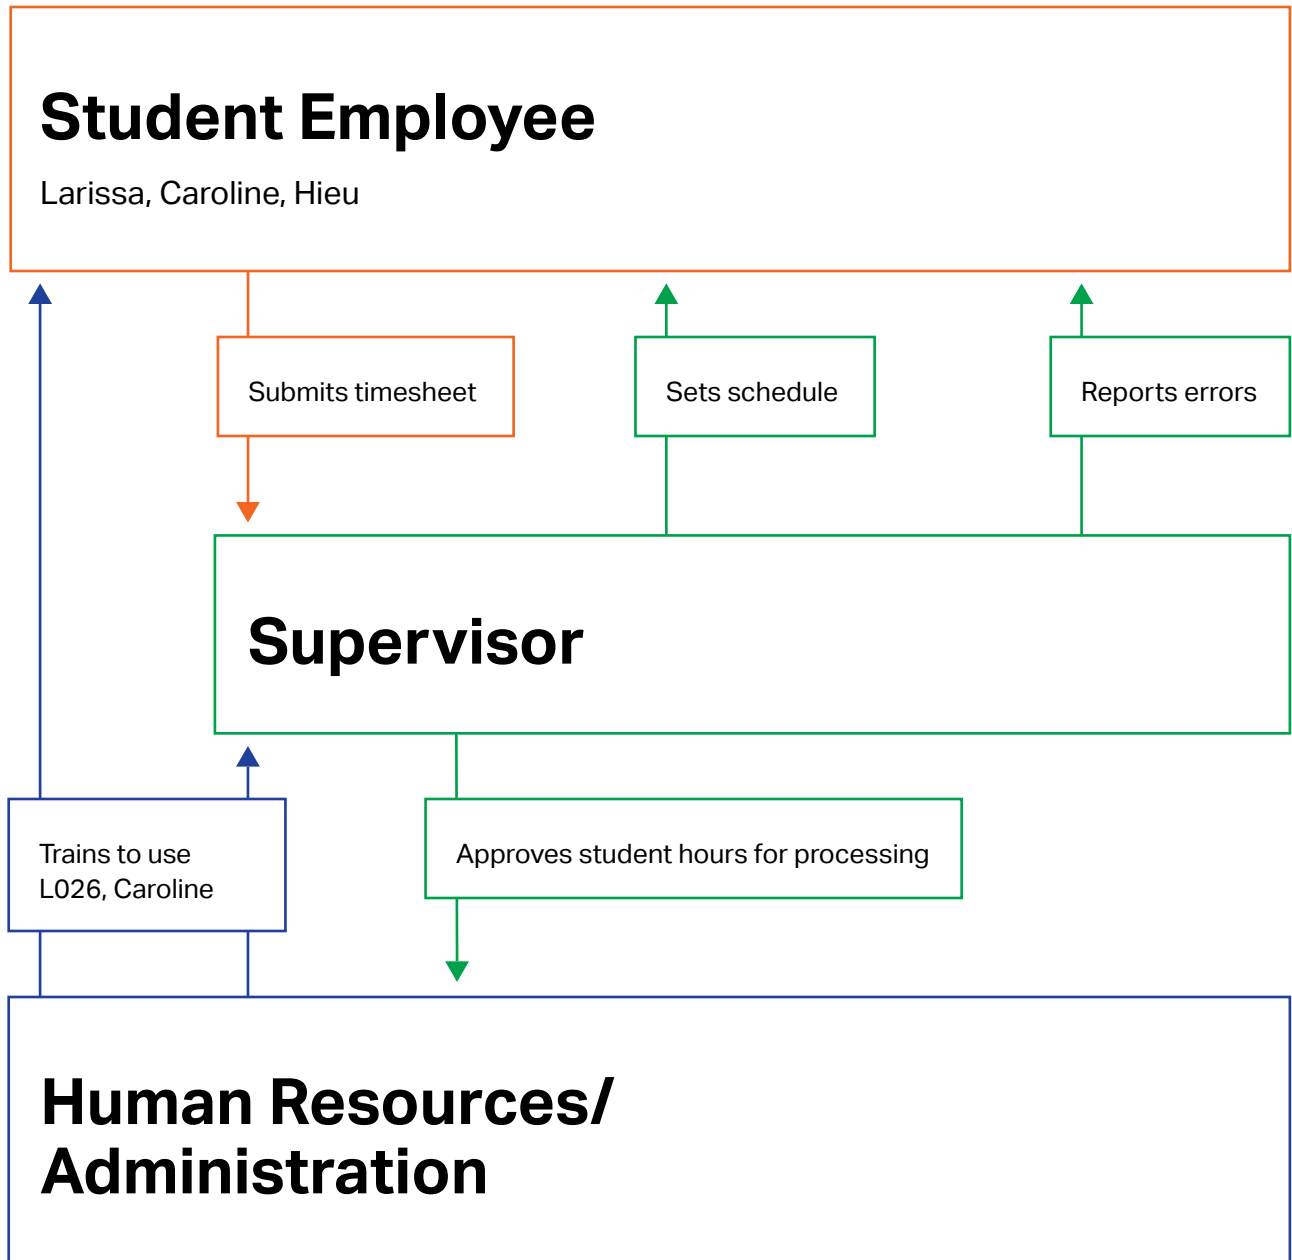 Student Employee
Larissa, Caroline, Hieu
Submits timesheet
Sets schedule
Reports errors
Supervisor
Trains to use
L026, Caroline
Approves student hours for processing
Human Resources/
Administration